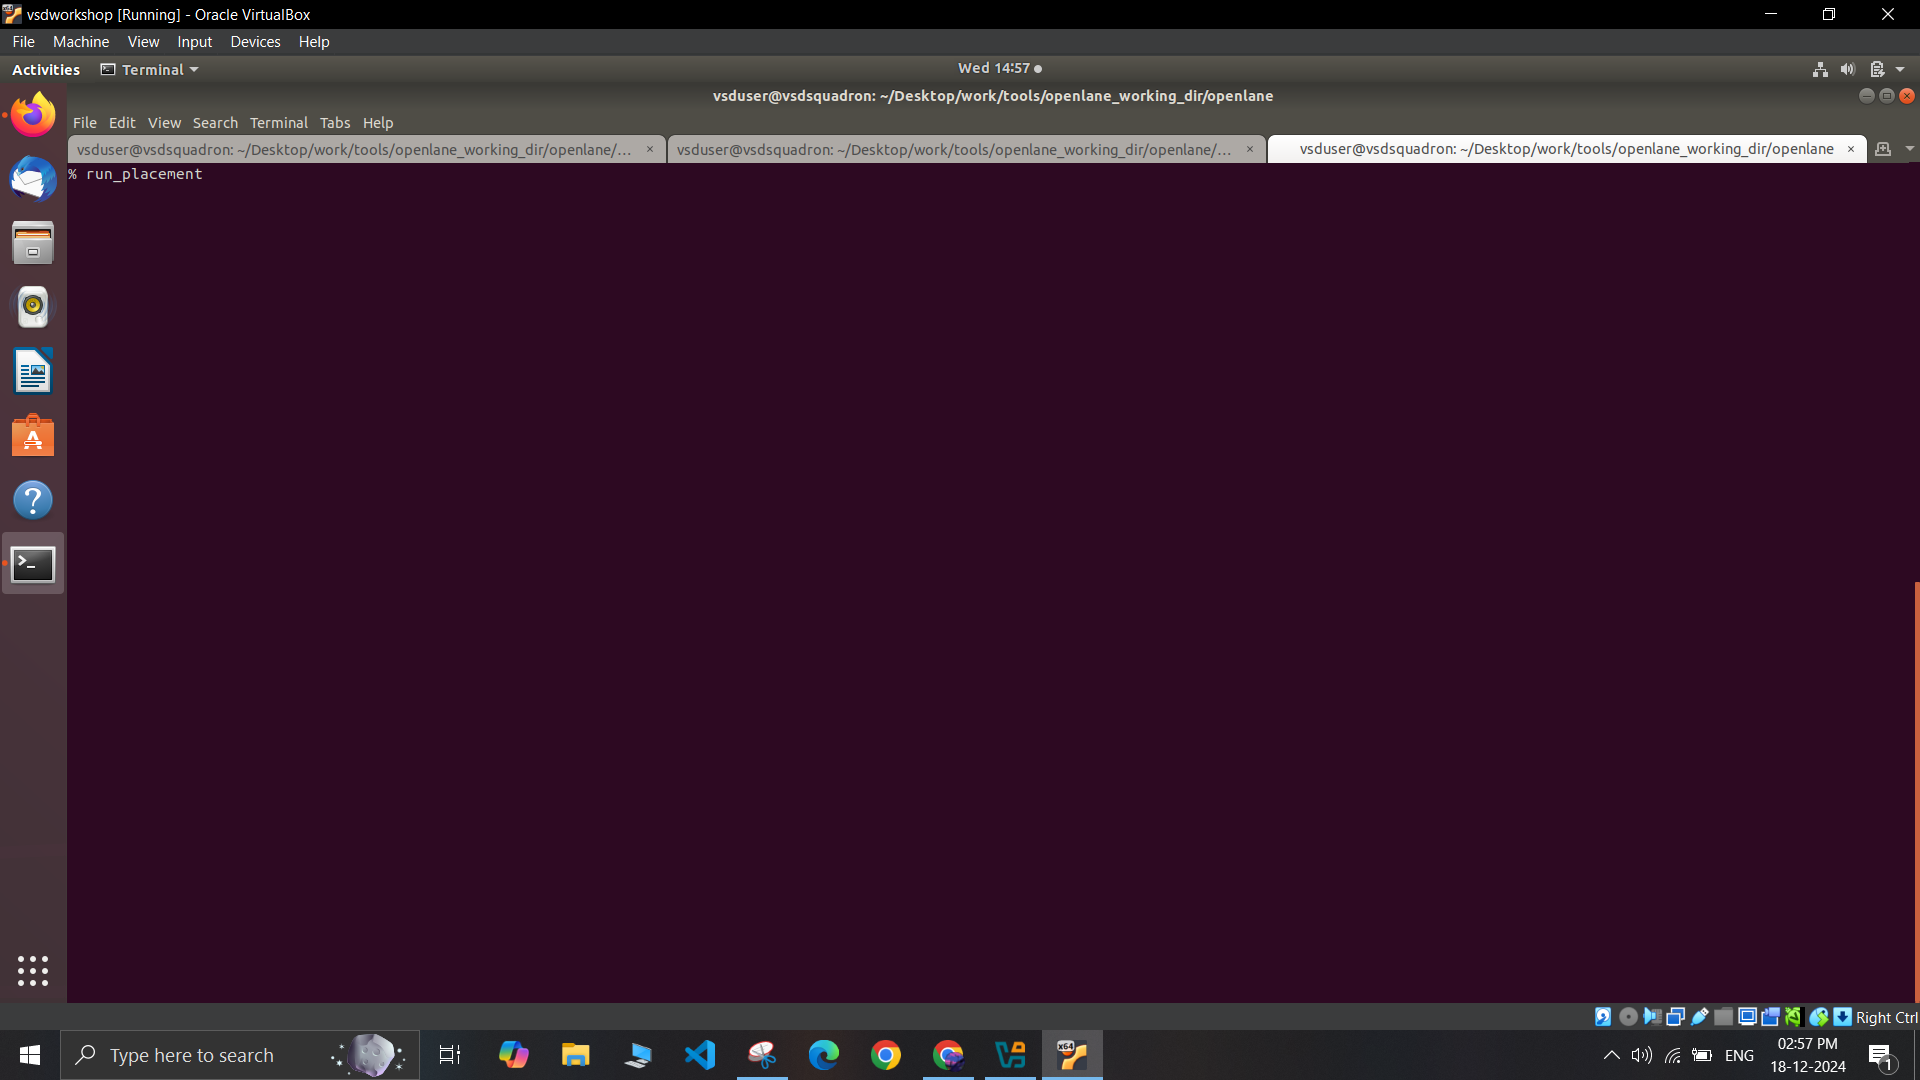 vsdworkshop [Running] - Oracle VirtualBox
File Machine View Input Devices Help
Activities Terminal Wed 14:57
vsduser@vsdsquadron: ~/Desktop/work/tools/openlane_working_dir/openlane
File Edit View Search Terminal Tabs Help
vsduser@vsdsquadron: ~/Desktop/work/tools/openlane_working_dir/openlane/... × vsduser@vsdsquadron: ~/Desktop/work/tools/openlane_working_dir/openlane/... × vsduser@vsdsquadron: ~/Desktop/work/tools/openlane_working_dir/openlane ×
% run_placement
Right Ctrl
Type here to search
ENG
02:57 PM
18-12-2024
1